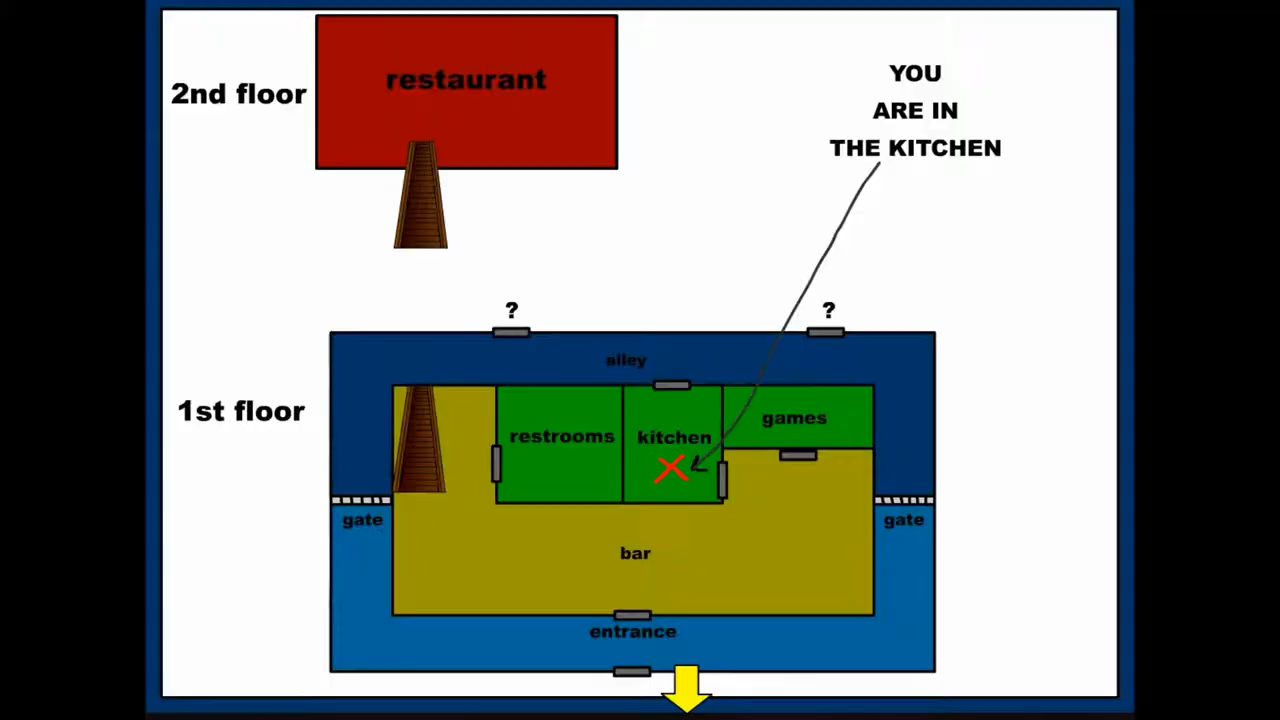 restaurant
2nd floor
YOU
ARE IN
THE KITCHEN
?
?
alley
1st floor
games
restrooms
kitchen
gate
gate
bar
entrance